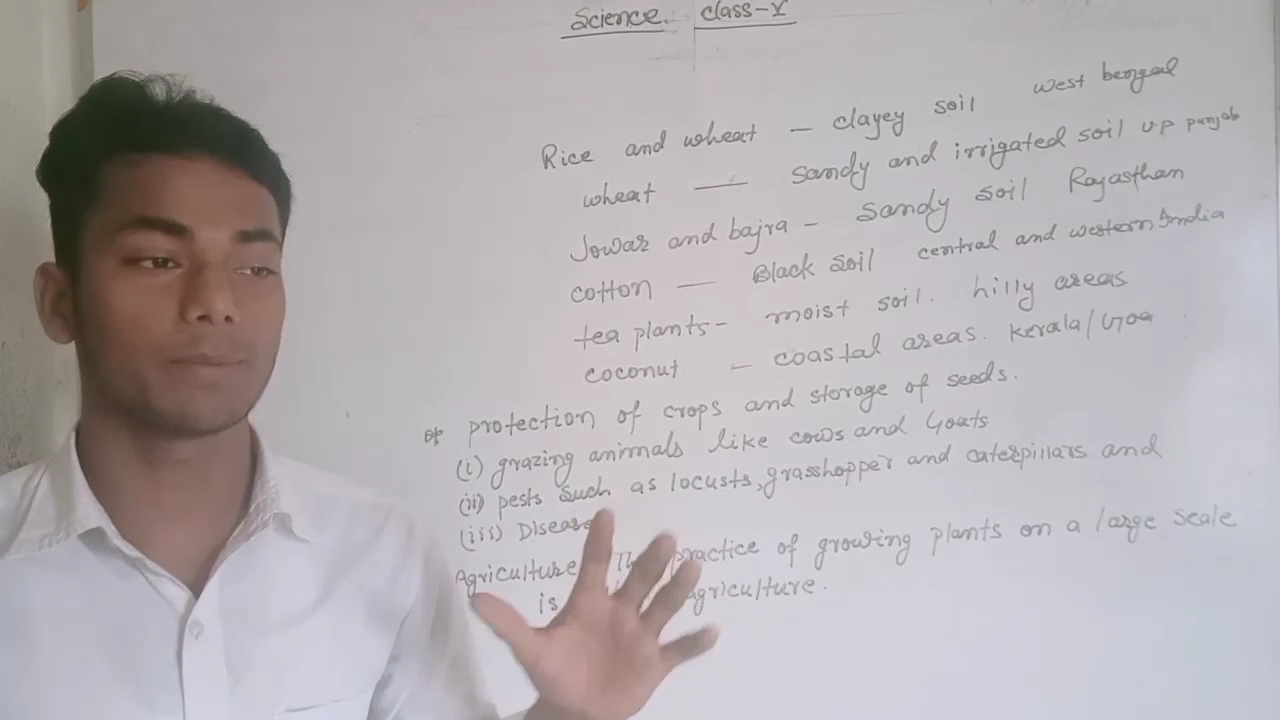 Science class-V
Rice and wheat — clayey soil west bengal
wheat — sandy and irrigated soil U.P punjab
Jowar and bajra - sandy soil Rajasthan
cotton — Black soil central and western India
tea plants - moist soil. hilly areas
coconut — coastal areas. Kerala/Goa
protection of crops and storage of seeds.
(i) grazing animals like cows and Goats
(ii) pests such as locusts, grasshopper and caterpillars and
(iii) Diseas
Agriculture practice of growing plants on a large scale
is agriculture.